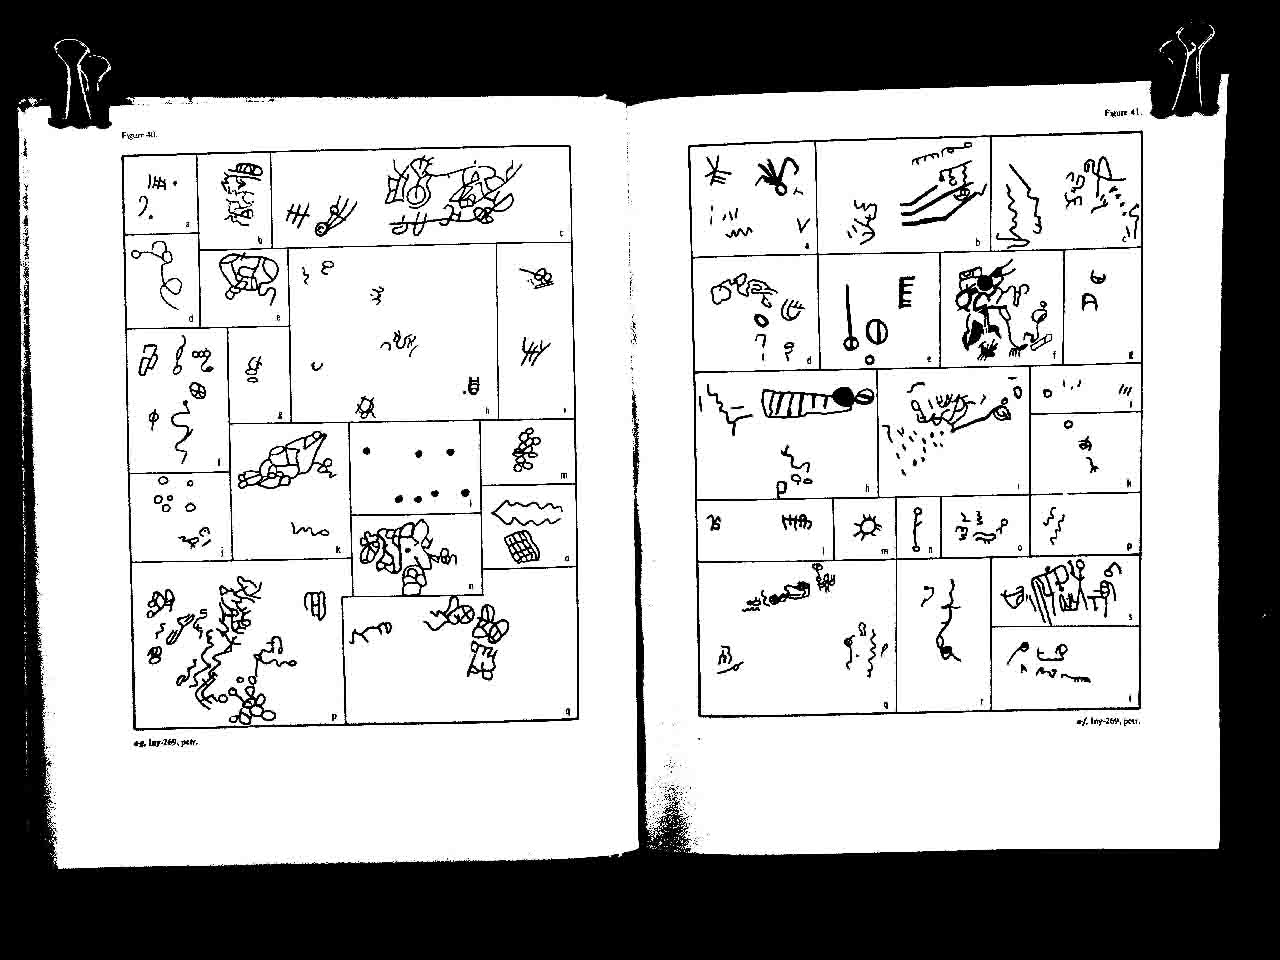 Figure 40.
a
b
c
d
e
f
g
h
i
j
k
l
m
n
o
p
q
a-q, Iny-269, petr.
Figure 41.
a
b
c
d
e
f
g
h
i
j
k
l
m
n
o
p
q
r
s
t
Iny-269, petr.